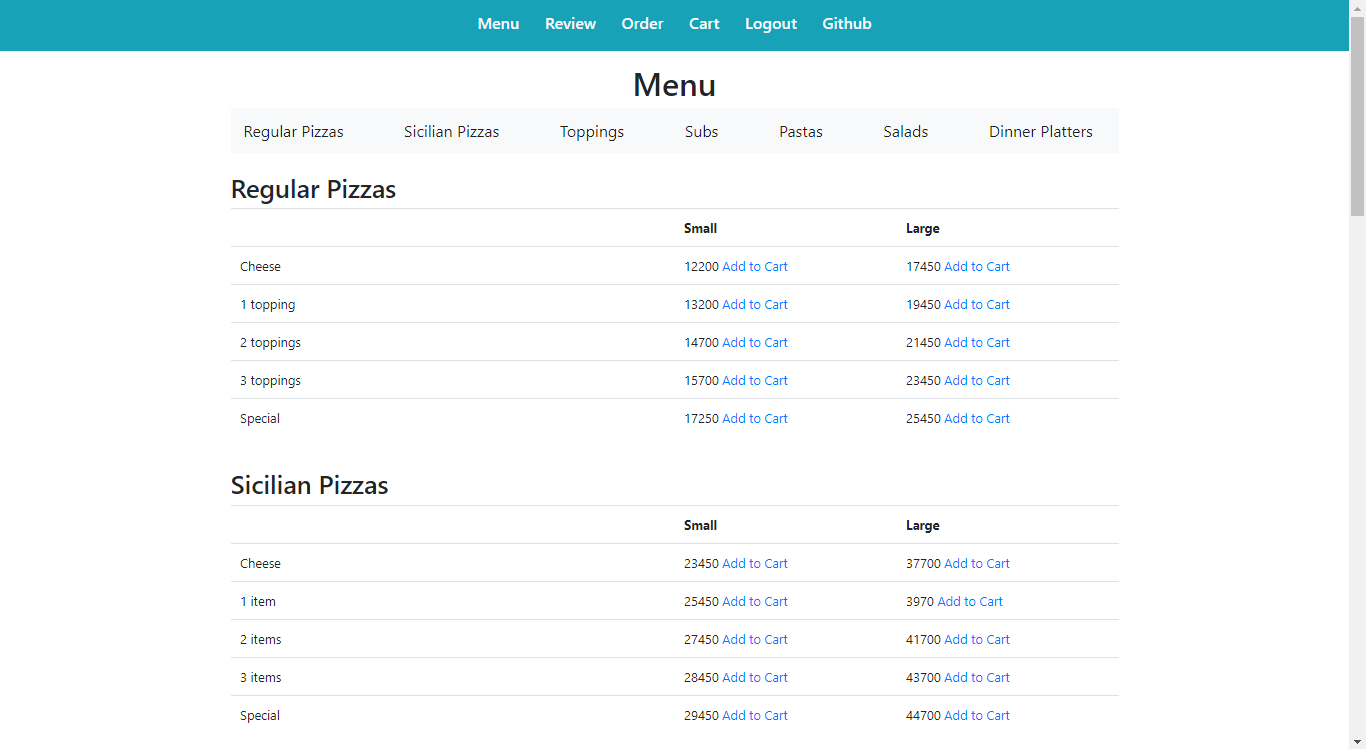 Menu Review Order Cart Logout Github
Menu
Regular Pizzas Sicilian Pizzas Toppings Subs Pastas Salads Dinner Platters
Regular Pizzas
Small Large
Cheese 12200 Add to Cart 17450 Add to Cart
1 topping 13200 Add to Cart 19450 Add to Cart
2 toppings 14700 Add to Cart 21450 Add to Cart
3 toppings 15700 Add to Cart 23450 Add to Cart
Special 17250 Add to Cart 25450 Add to Cart
Sicilian Pizzas
Small Large
Cheese 23450 Add to Cart 37700 Add to Cart
1 item 25450 Add to Cart 3970 Add to Cart
2 items 27450 Add to Cart 41700 Add to Cart
3 items 28450 Add to Cart 43700 Add to Cart
Special 29450 Add to Cart 44700 Add to Cart